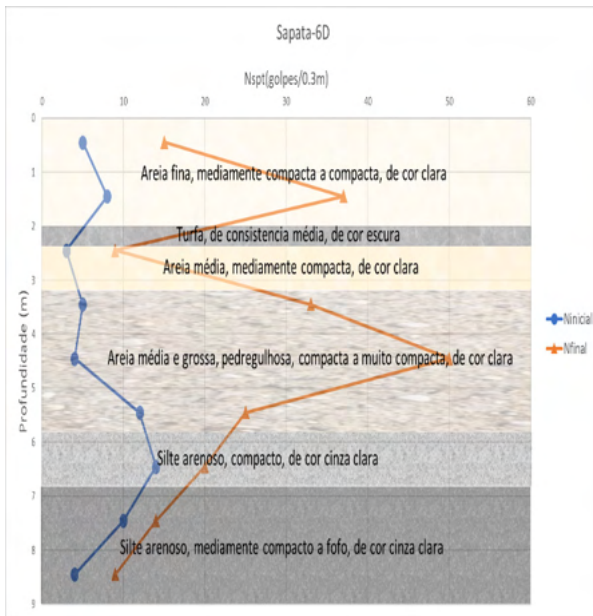 Sapata-6D
Nspt(golpes/0.3m)
0 10 20 30 40 50 60
Profundidade (m)
0
1
2
3
4
5
6
7
8
9
Areia fina, mediamente compacta a compacta, de cor clara
Turfa, de consistencia média, de cor escura
Areia média, mediamente compacta, de cor clara
Areia média e grossa, pedregulhosa, compacta a muito compacta, de cor clara
Silte arenoso, compacto, de cor cinza clara
Silte arenoso, mediamente compacto a fofo, de cor cinza clara
Ninicial
Nfinal